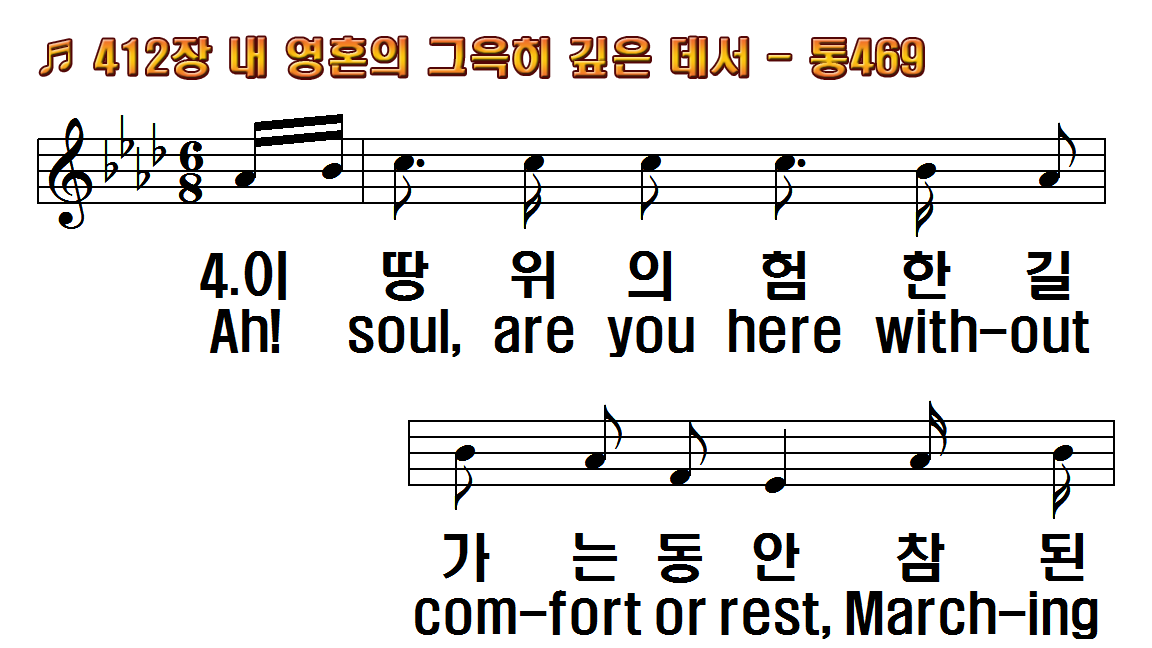 ♬ 412장 내 영혼의 그윽히 깊은 데서 - 통469
6
8
4.이 땅 위 의 험 한 길
Ah! soul, are you here with-out
가 는 동 안 참 된
com-fort or rest, March-ing